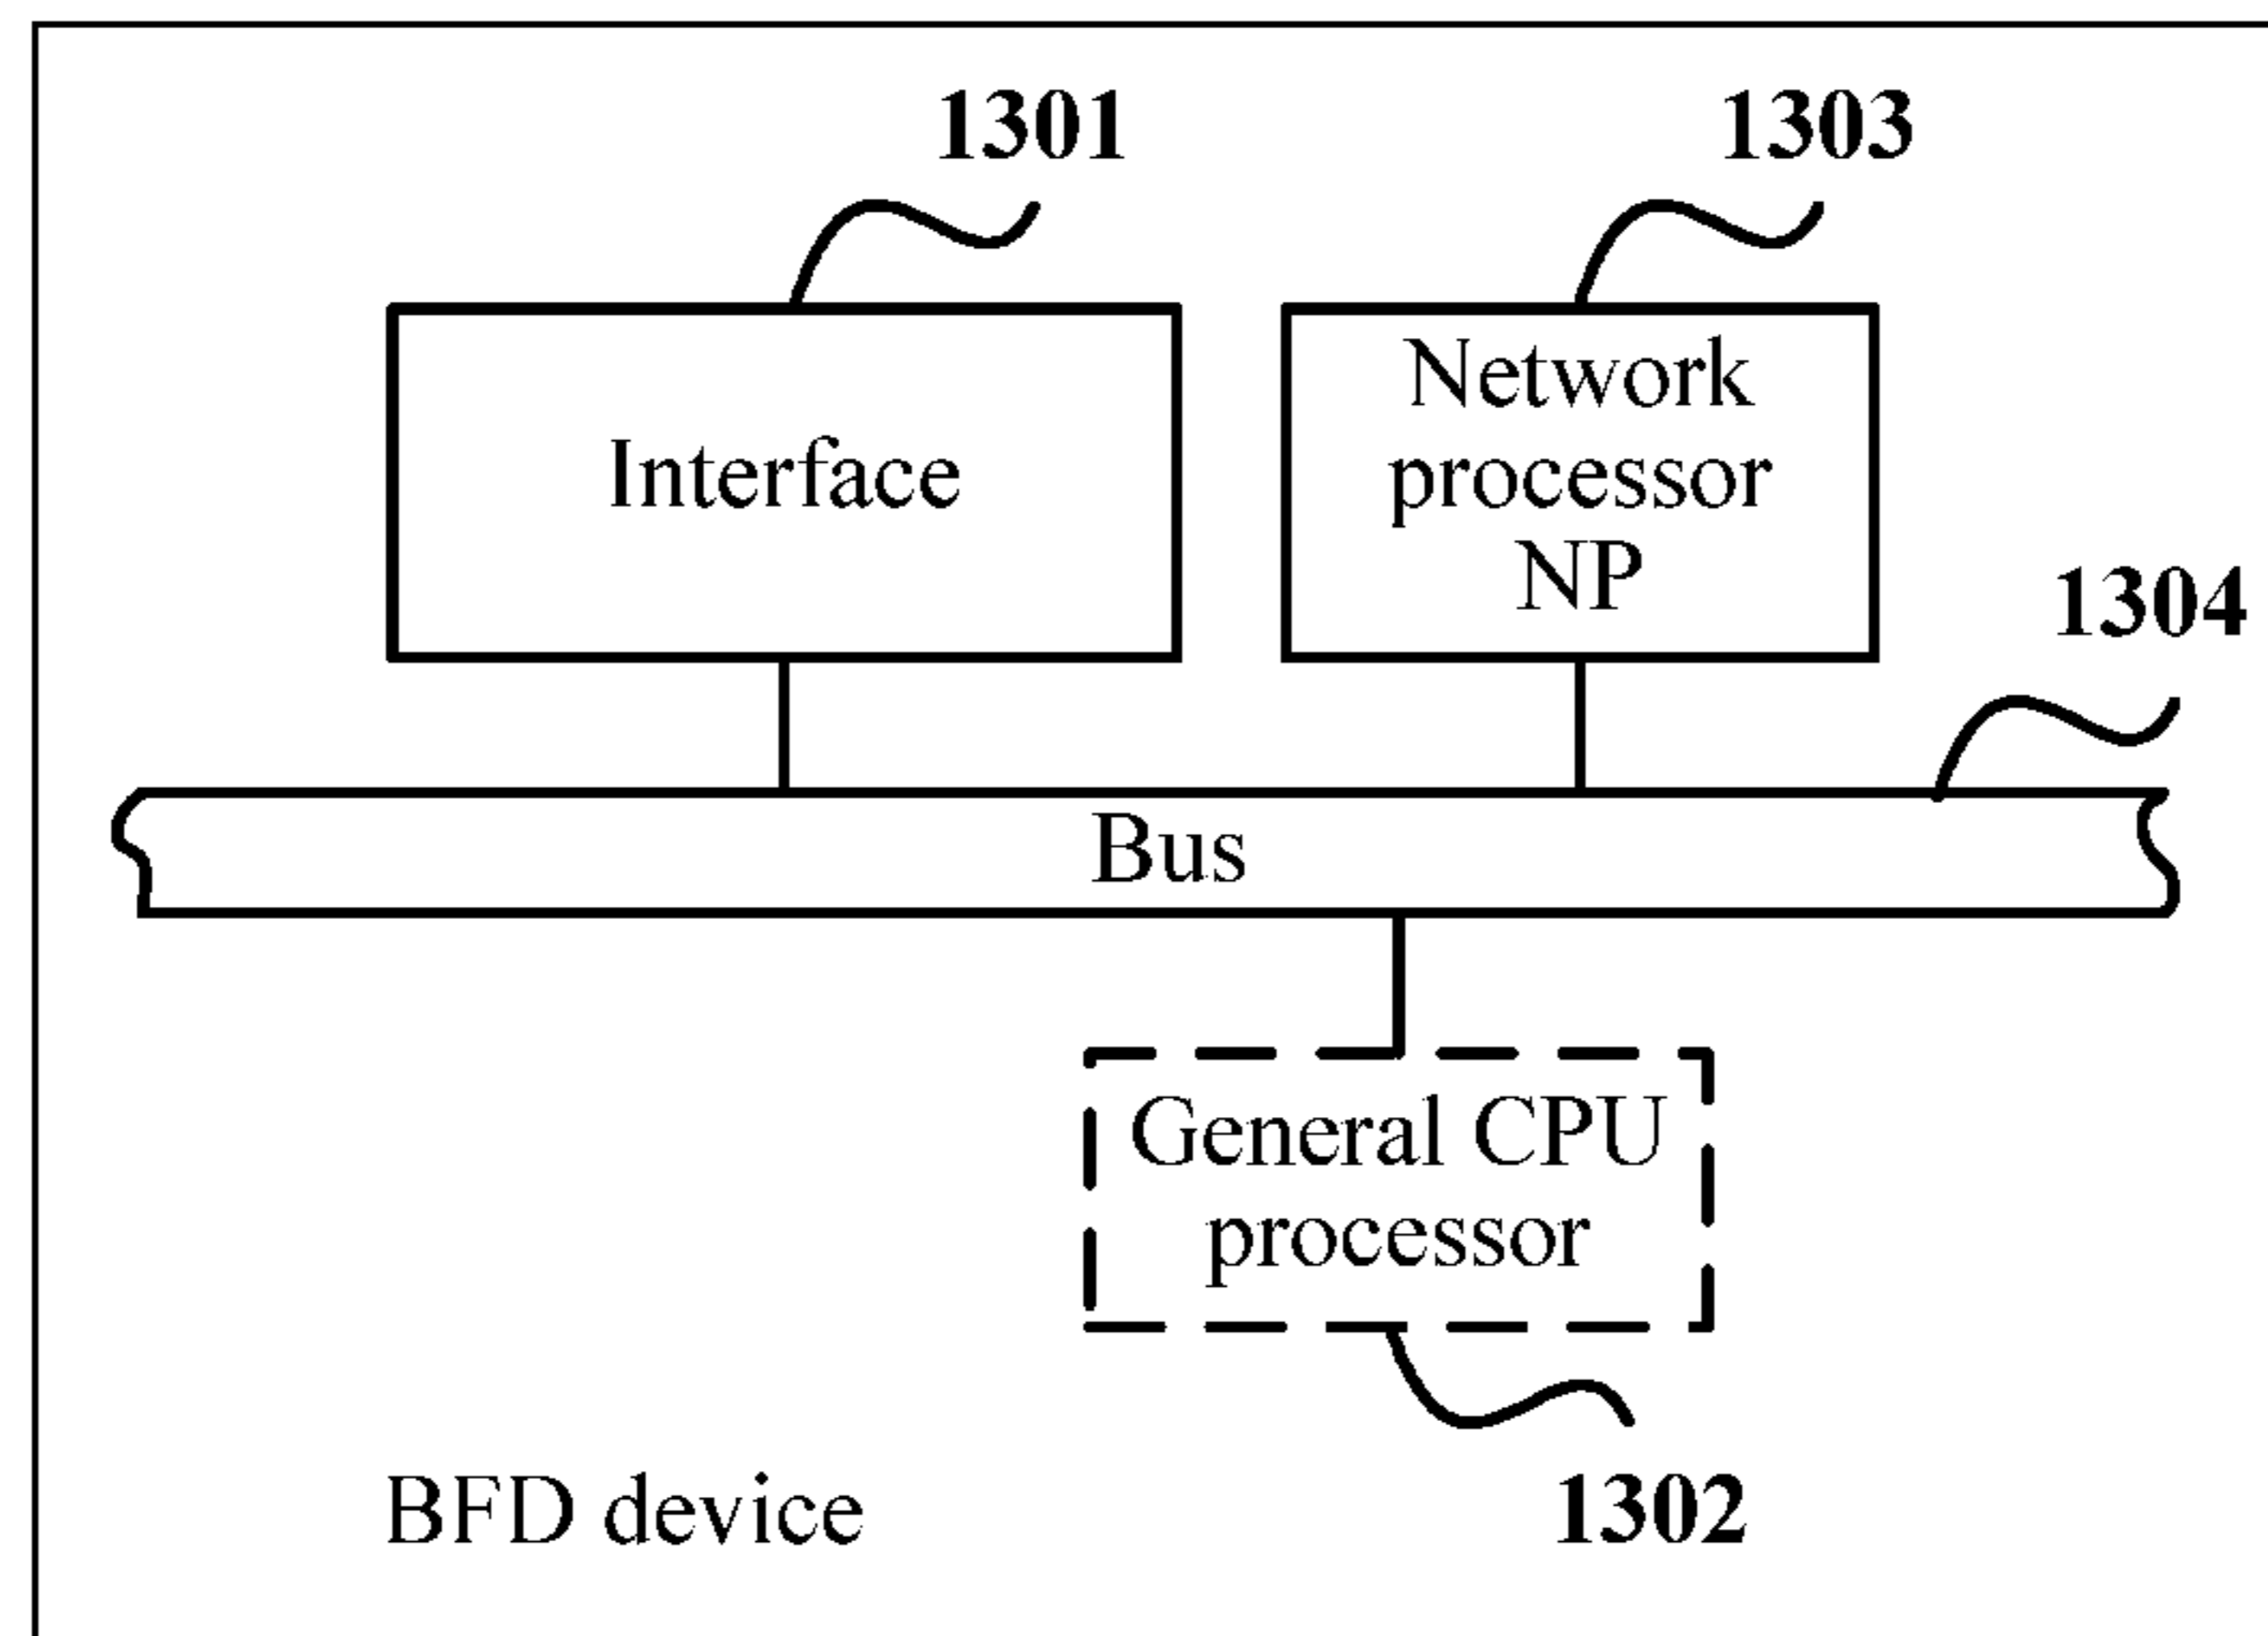 1301
1303
Interface
Network
processor
NP
1304
Bus
General CPU
processor
BFD device
1302